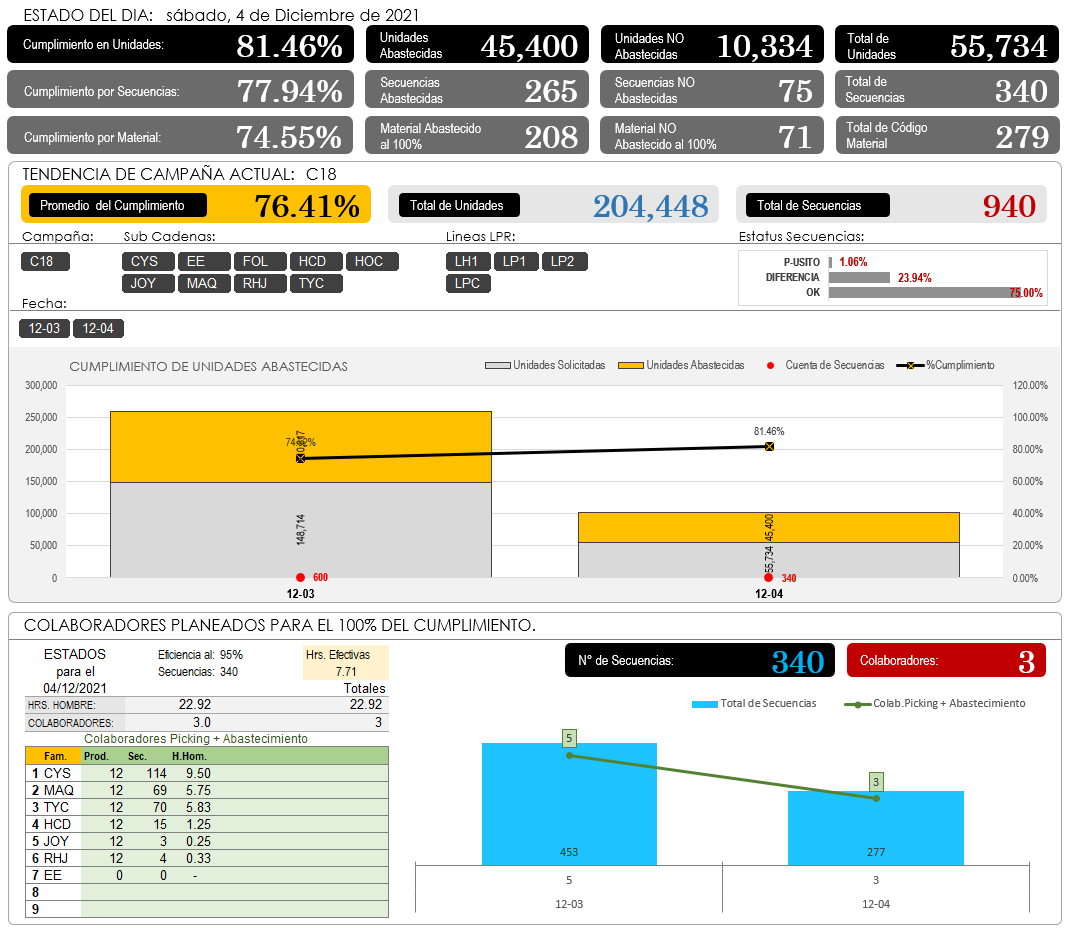 ESTADO DEL DIA: sábado, 4 de Diciembre de 2021
Cumplimiento en Unidades: 81.46%
Unidades Abastecidas 45,400
Unidades NO Abastecidas 10,334
Total de Unidades 55,734
Cumplimiento por Secuencias: 77.94%
Secuencias Abastecidas 265
Secuencias NO Abastecidas 75
Total de Secuencias 340
Cumplimiento por Material: 74.55%
Material Abastecido al 100% 208
Material NO Abastecido al 100% 71
Total de Código Material 279
TENDENCIA DE CAMPAÑA ACTUAL: C18
Promedio del Cumplimiento 76.41%
Total de Unidades 204,448
Total de Secuencias 940
Campaña: Sub Cadenas: Lineas LPR: Estatus Secuencias:
C18 CYS EE FOL HCD HOC LH1 LP1 LP2
JOY MAQ RHJ TYC LPC
P-USITO 1.06%
DIFERENCIA 23.94%
OK 75.00%
Fecha:
12-03 12-04
CUMPLIMIENTO DE UNIDADES ABASTECIDAS
Unidades Solicitadas Unidades Abastecidas Cuenta de Secuencias %Cumplimiento
300,000 120.00%
250,000 100.00%
200,000 80.00%
150,000 60.00%
100,000 40.00%
50,000 20.00%
0 0.00%
81.46%
148,714
45,400
55,734
600
340
12-03 12-04
COLABORADORES PLANEADOS PARA EL 100% DEL CUMPLIMIENTO.
ESTADOS para el 04/12/2021
Eficiencia al: 95%
Secuencias: 340
Hrs. Efectivas
7.71
Totales
HRS. HOMBRE: 22.92 22.92
COLABORADORES: 3.0 3
Colaboradores Picking + Abastecimiento
Fam. Prod. Sec. H.Hom.
1 CYS 12 114 9.50
2 MAQ 12 69 5.75
3 TYC 12 70 5.83
4 HCD 12 15 1.25
5 JOY 12 3 0.25
6 RHJ 12 4 0.33
7 EE 0 0 -
8
9
N° de Secuencias: 340
Colaboradores: 3
Total de Secuencias Colab.Picking + Abastecimiento
5
3
453 277
5 3
12-03 12-04